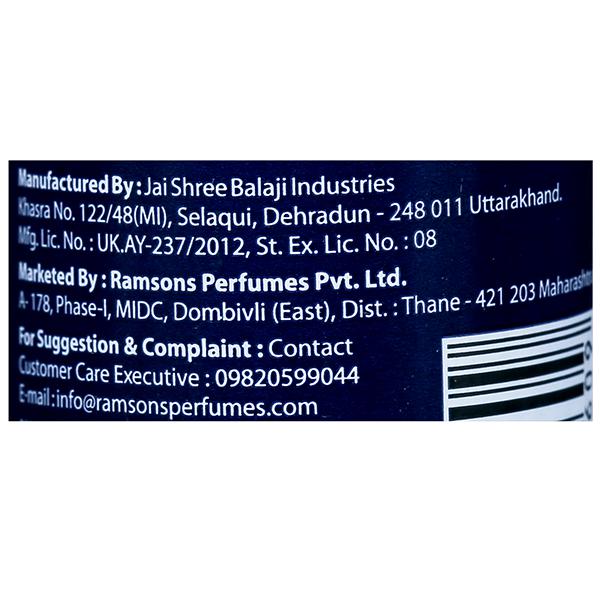 Manufactured By : Jai Shree Balaji Industries
Khasra No. 122/48(MI), Selaqui, Dehradun - 248 011 Uttarakhand.
Mfg. Lic. No. : UK.AY-237/2012, St. Ex. Lic. No. : 08
Marketed By : Ramsons Perfumes Pvt. Ltd.
A-178, Phase-I, MIDC, Dombivli (East), Dist. : Thane - 421 203 Maharashtra
For Suggestion & Complaint : Contact
Customer Care Executive : 09820599044
E-mail : info@ramsonsperfumes.com